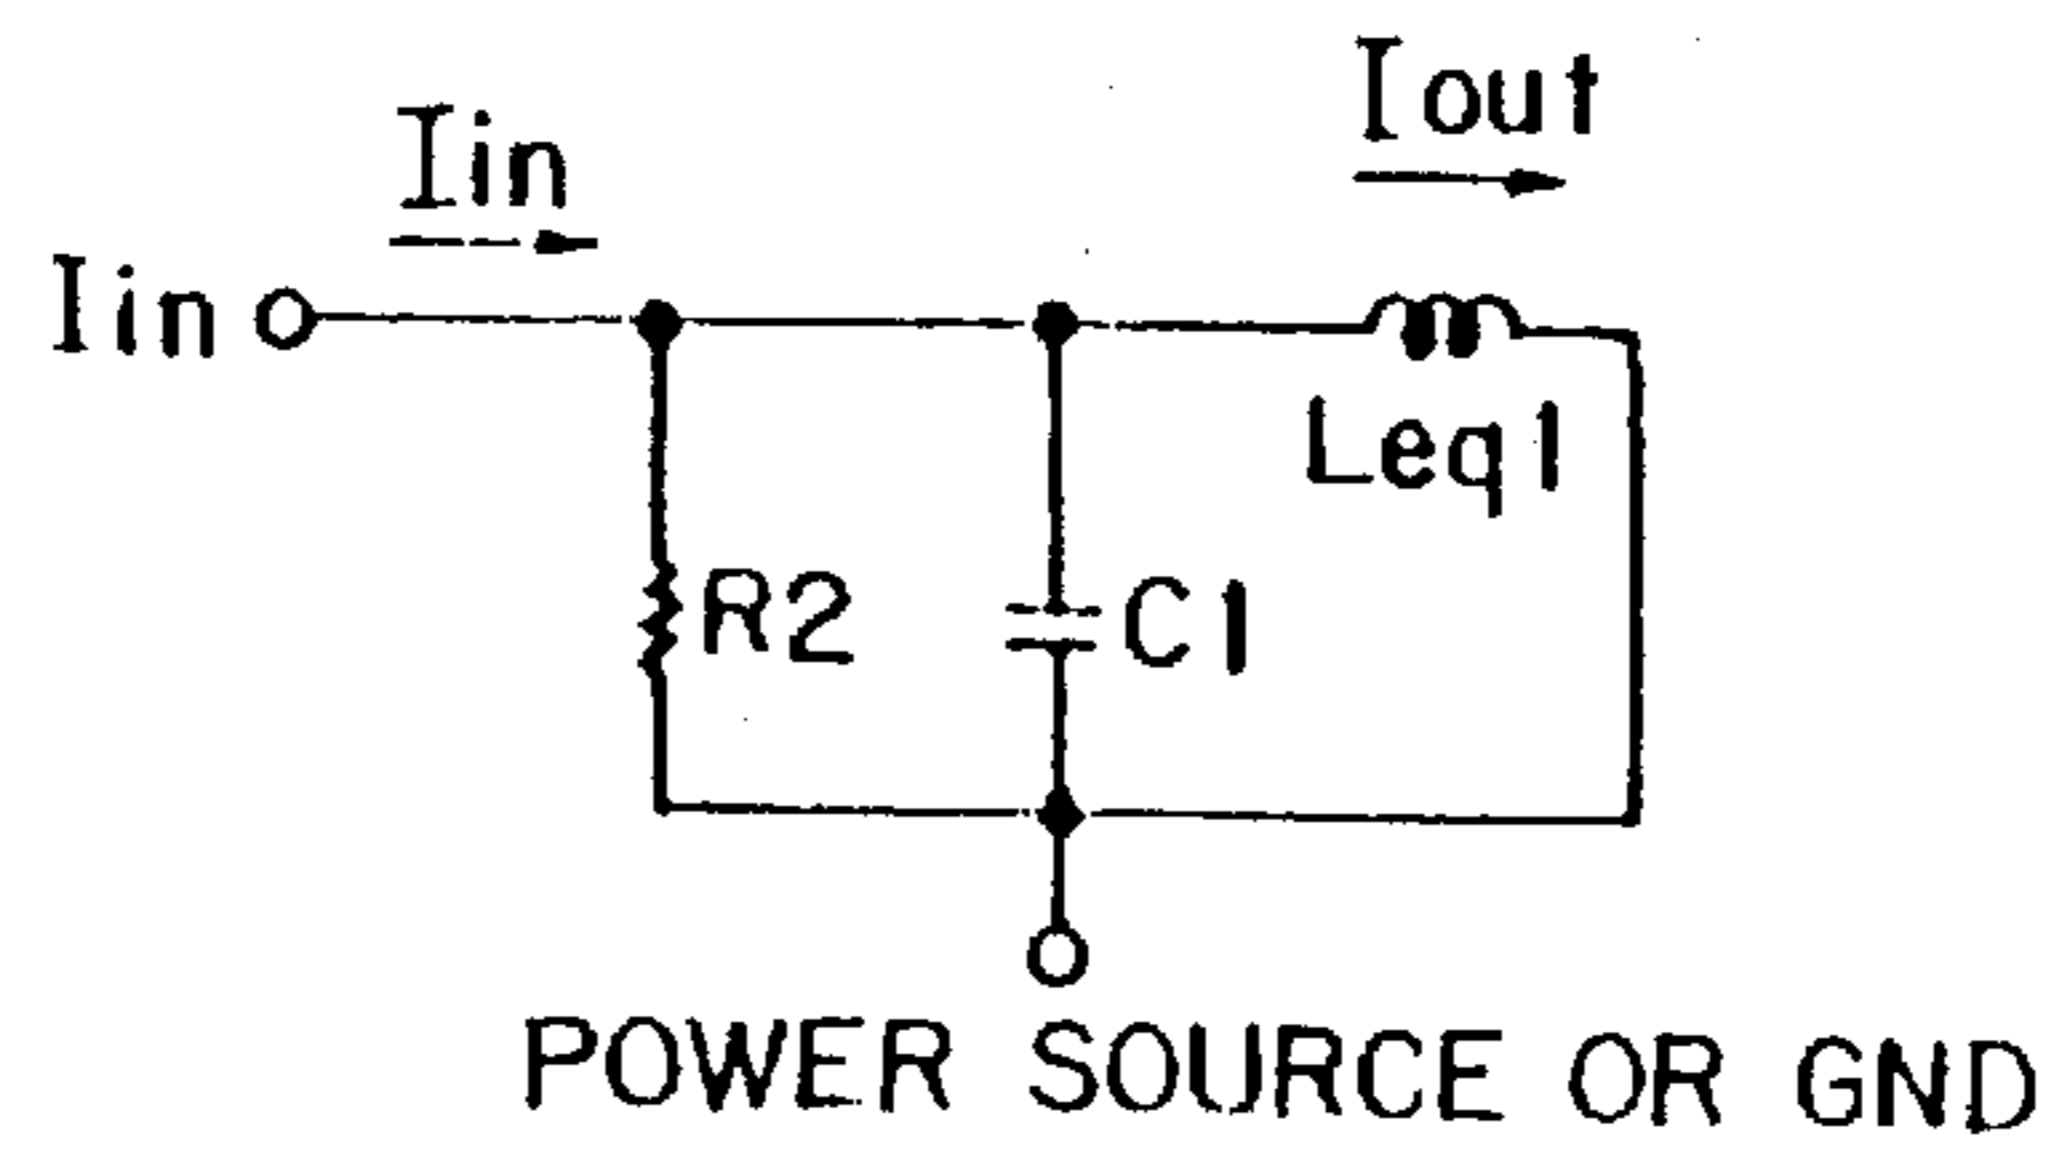 Iout
Iin
Iin
Leq1
R2
C1
POWER SOURCE OR GND